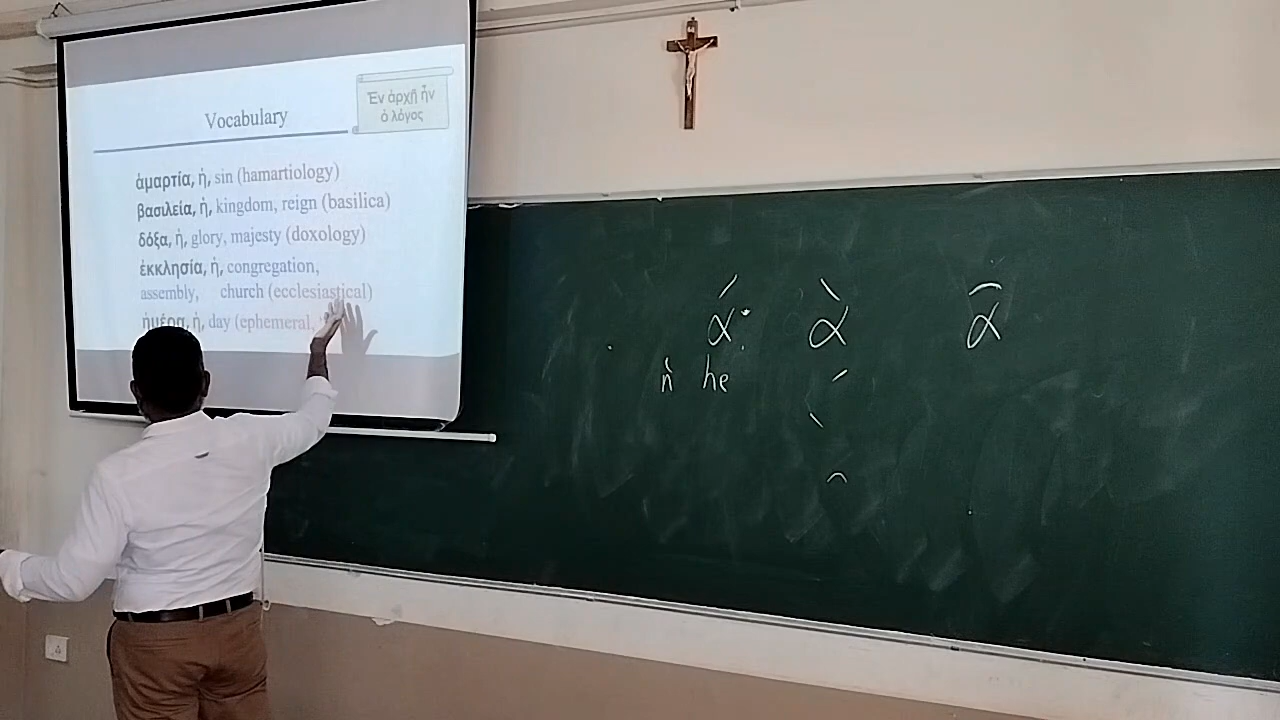 Vocabulary
Ἐν ἀρχῇ ἦν
ὁ λόγος
ἁμαρτία, ἡ, sin (hamartiology)
βασιλεία, ἡ, kingdom, reign (basilica)
δόξα, ἡ, glory, majesty (doxology)
ἐκκλησία, ἡ, congregation,
assembly, church (ecclesiastical)
ἡμέρα, ἡ, day (ephemeral,
ά ὰ ᾶ
ἡ he